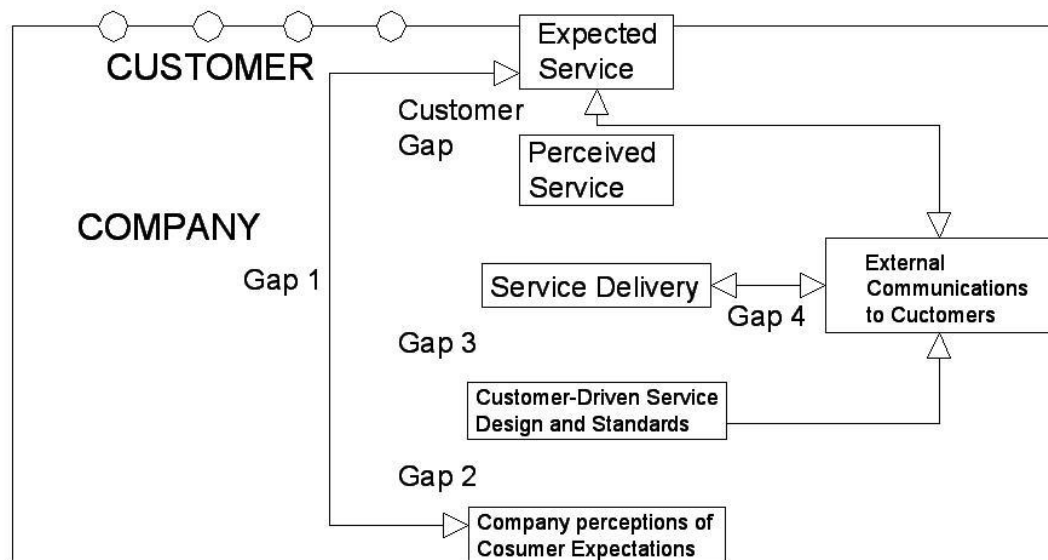 Expected
Service
CUSTOMER
Customer
Gap
Perceived
Service
COMPANY
Gap 1
Service Delivery
External
Communications
to Cuctomers
Gap 4
Gap 3
Customer-Driven Service
Design and Standards
Gap 2
Company perceptions of
Cosumer Expectations